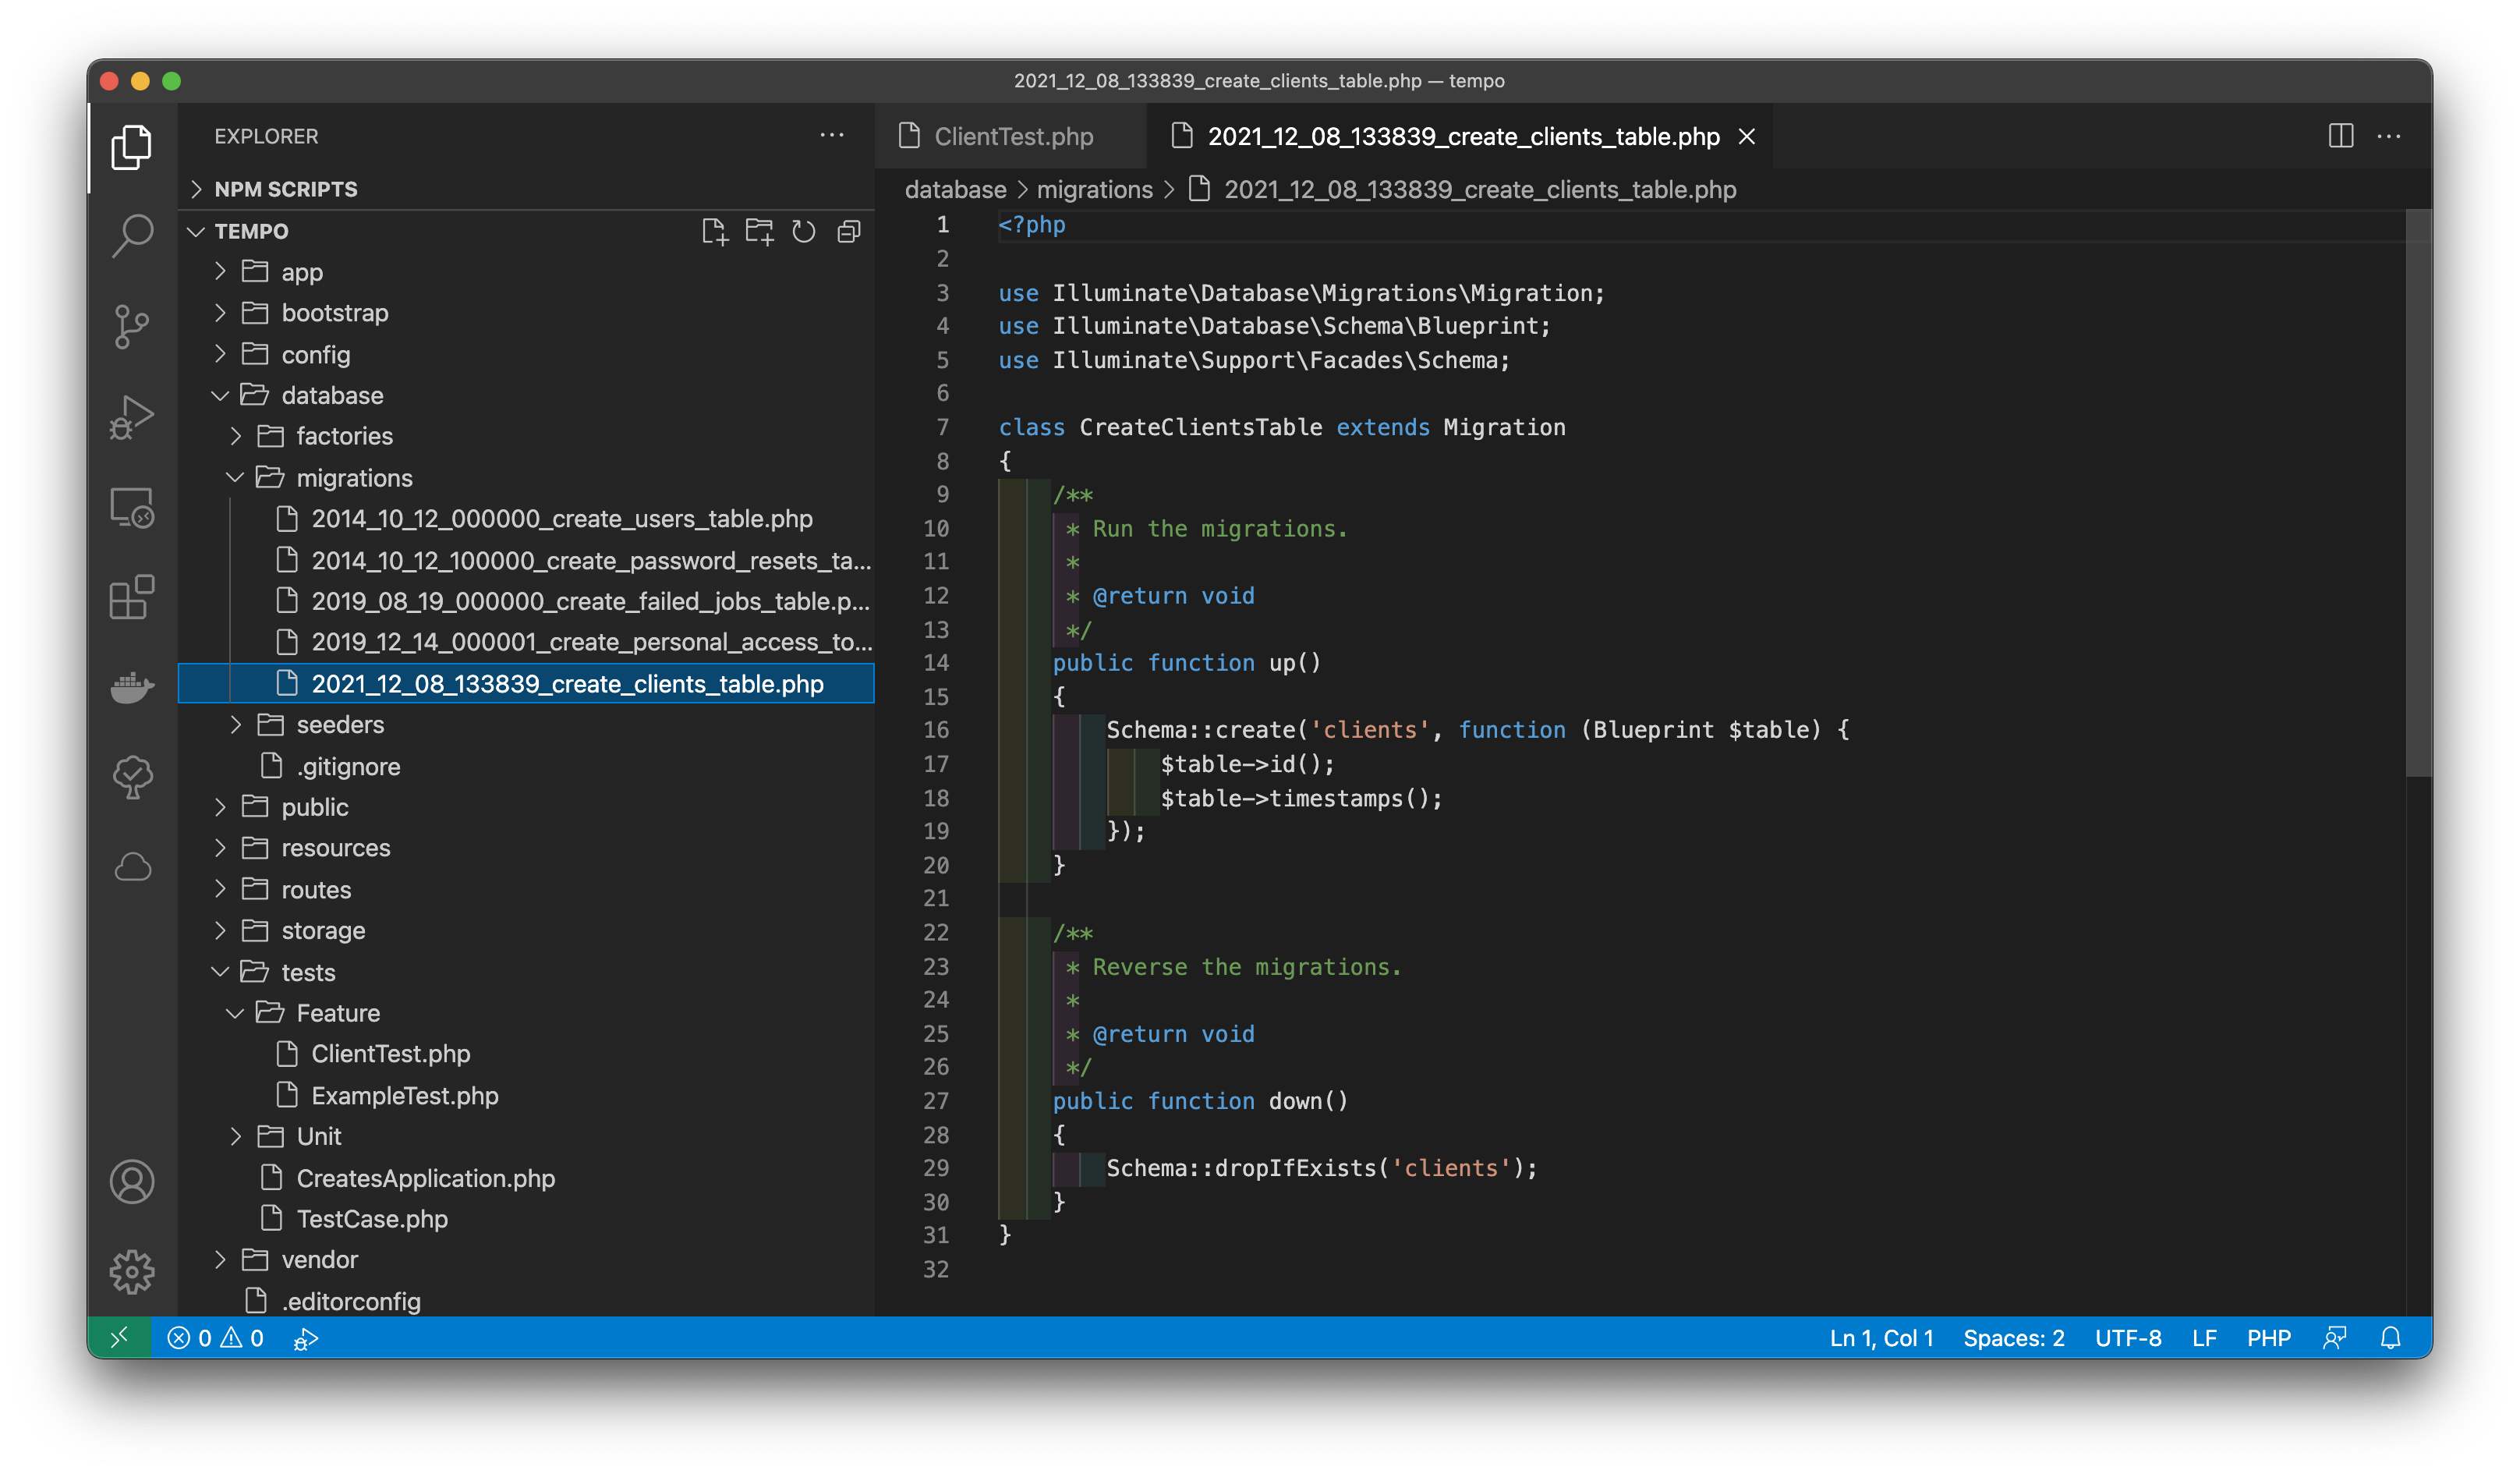 2021_12_08_133839_create_clients_table.php — tempo
EXPLORER
NPM SCRIPTS
TEMPO
app
bootstrap
config
database
factories
migrations
2014_10_12_000000_create_users_table.php
2014_10_12_100000_create_password_resets_ta...
2019_08_19_000000_create_failed_jobs_table.p...
2019_12_14_000001_create_personal_access_to...
2021_12_08_133839_create_clients_table.php
seeders
.gitignore
public
resources
routes
storage
tests
Feature
ClientTest.php
ExampleTest.php
Unit
CreatesApplication.php
TestCase.php
vendor
.editorconfig
ClientTest.php
2021_12_08_133839_create_clients_table.php
database > migrations > 2021_12_08_133839_create_clients_table.php
1 <?php
2
3 use Illuminate\Database\Migrations\Migration;
4 use Illuminate\Database\Schema\Blueprint;
5 use Illuminate\Support\Facades\Schema;
6
7 class CreateClientsTable extends Migration
8 {
9     /**
10      * Run the migrations.
11      *
12      * @return void
13      */
14     public function up()
15     {
16         Schema::create('clients', function (Blueprint $table) {
17             $table->id();
18             $table->timestamps();
19         });
20     }
21
22     /**
23      * Reverse the migrations.
24      *
25      * @return void
26      */
27     public function down()
28     {
29         Schema::dropIfExists('clients');
30     }
31 }
32
0 0
Ln 1, Col 1 Spaces: 2 UTF-8 LF PHP